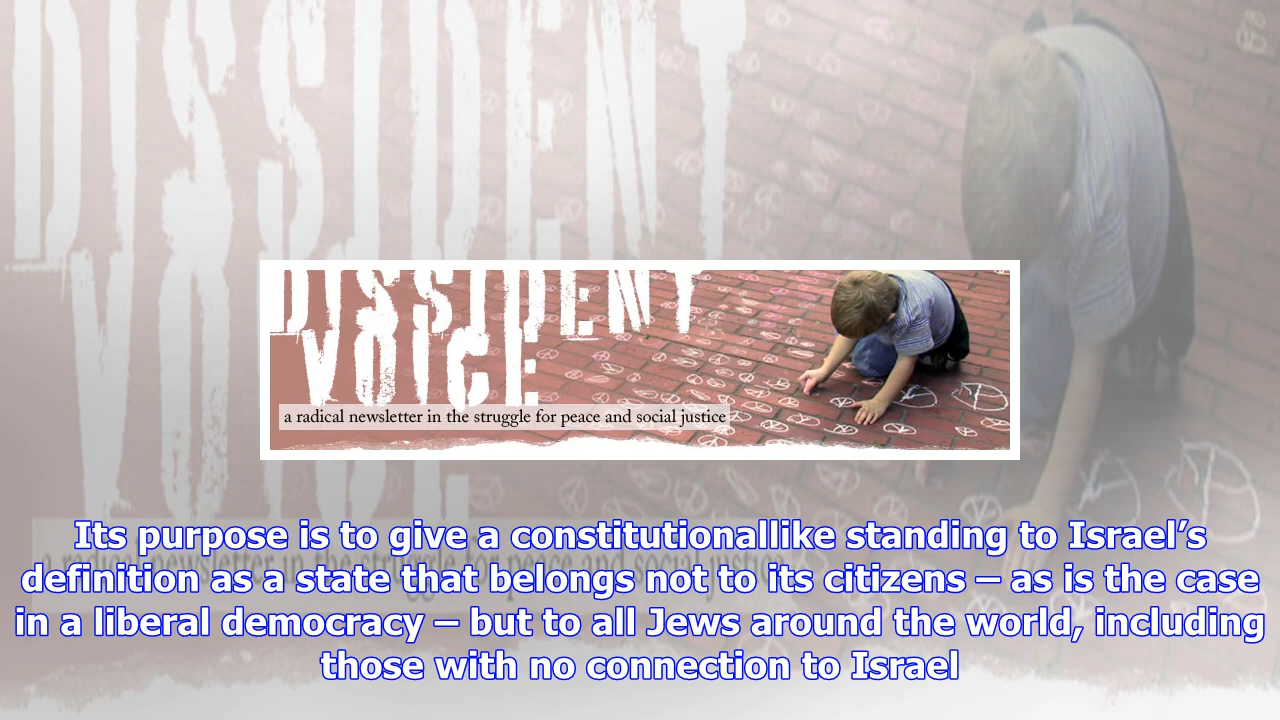 DISSIDENT
VOICE
a radical newsletter in the struggle for peace and social justice
Its purpose is to give a constitutionallike standing to Israel’s
definition as a state that belongs not to its citizens – as is the case
in a liberal democracy – but to all Jews around the world, including
those with no connection to Israel